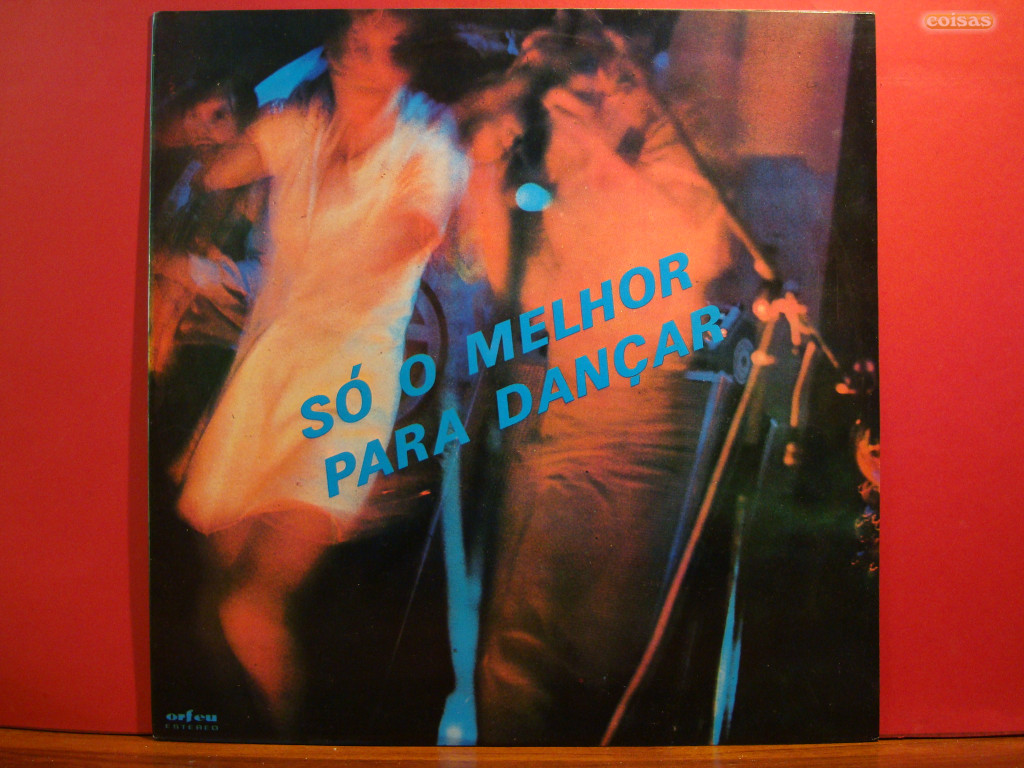 coisas
SÓ O MELHOR
PARA DANÇAR
orfeu
ESTEREO